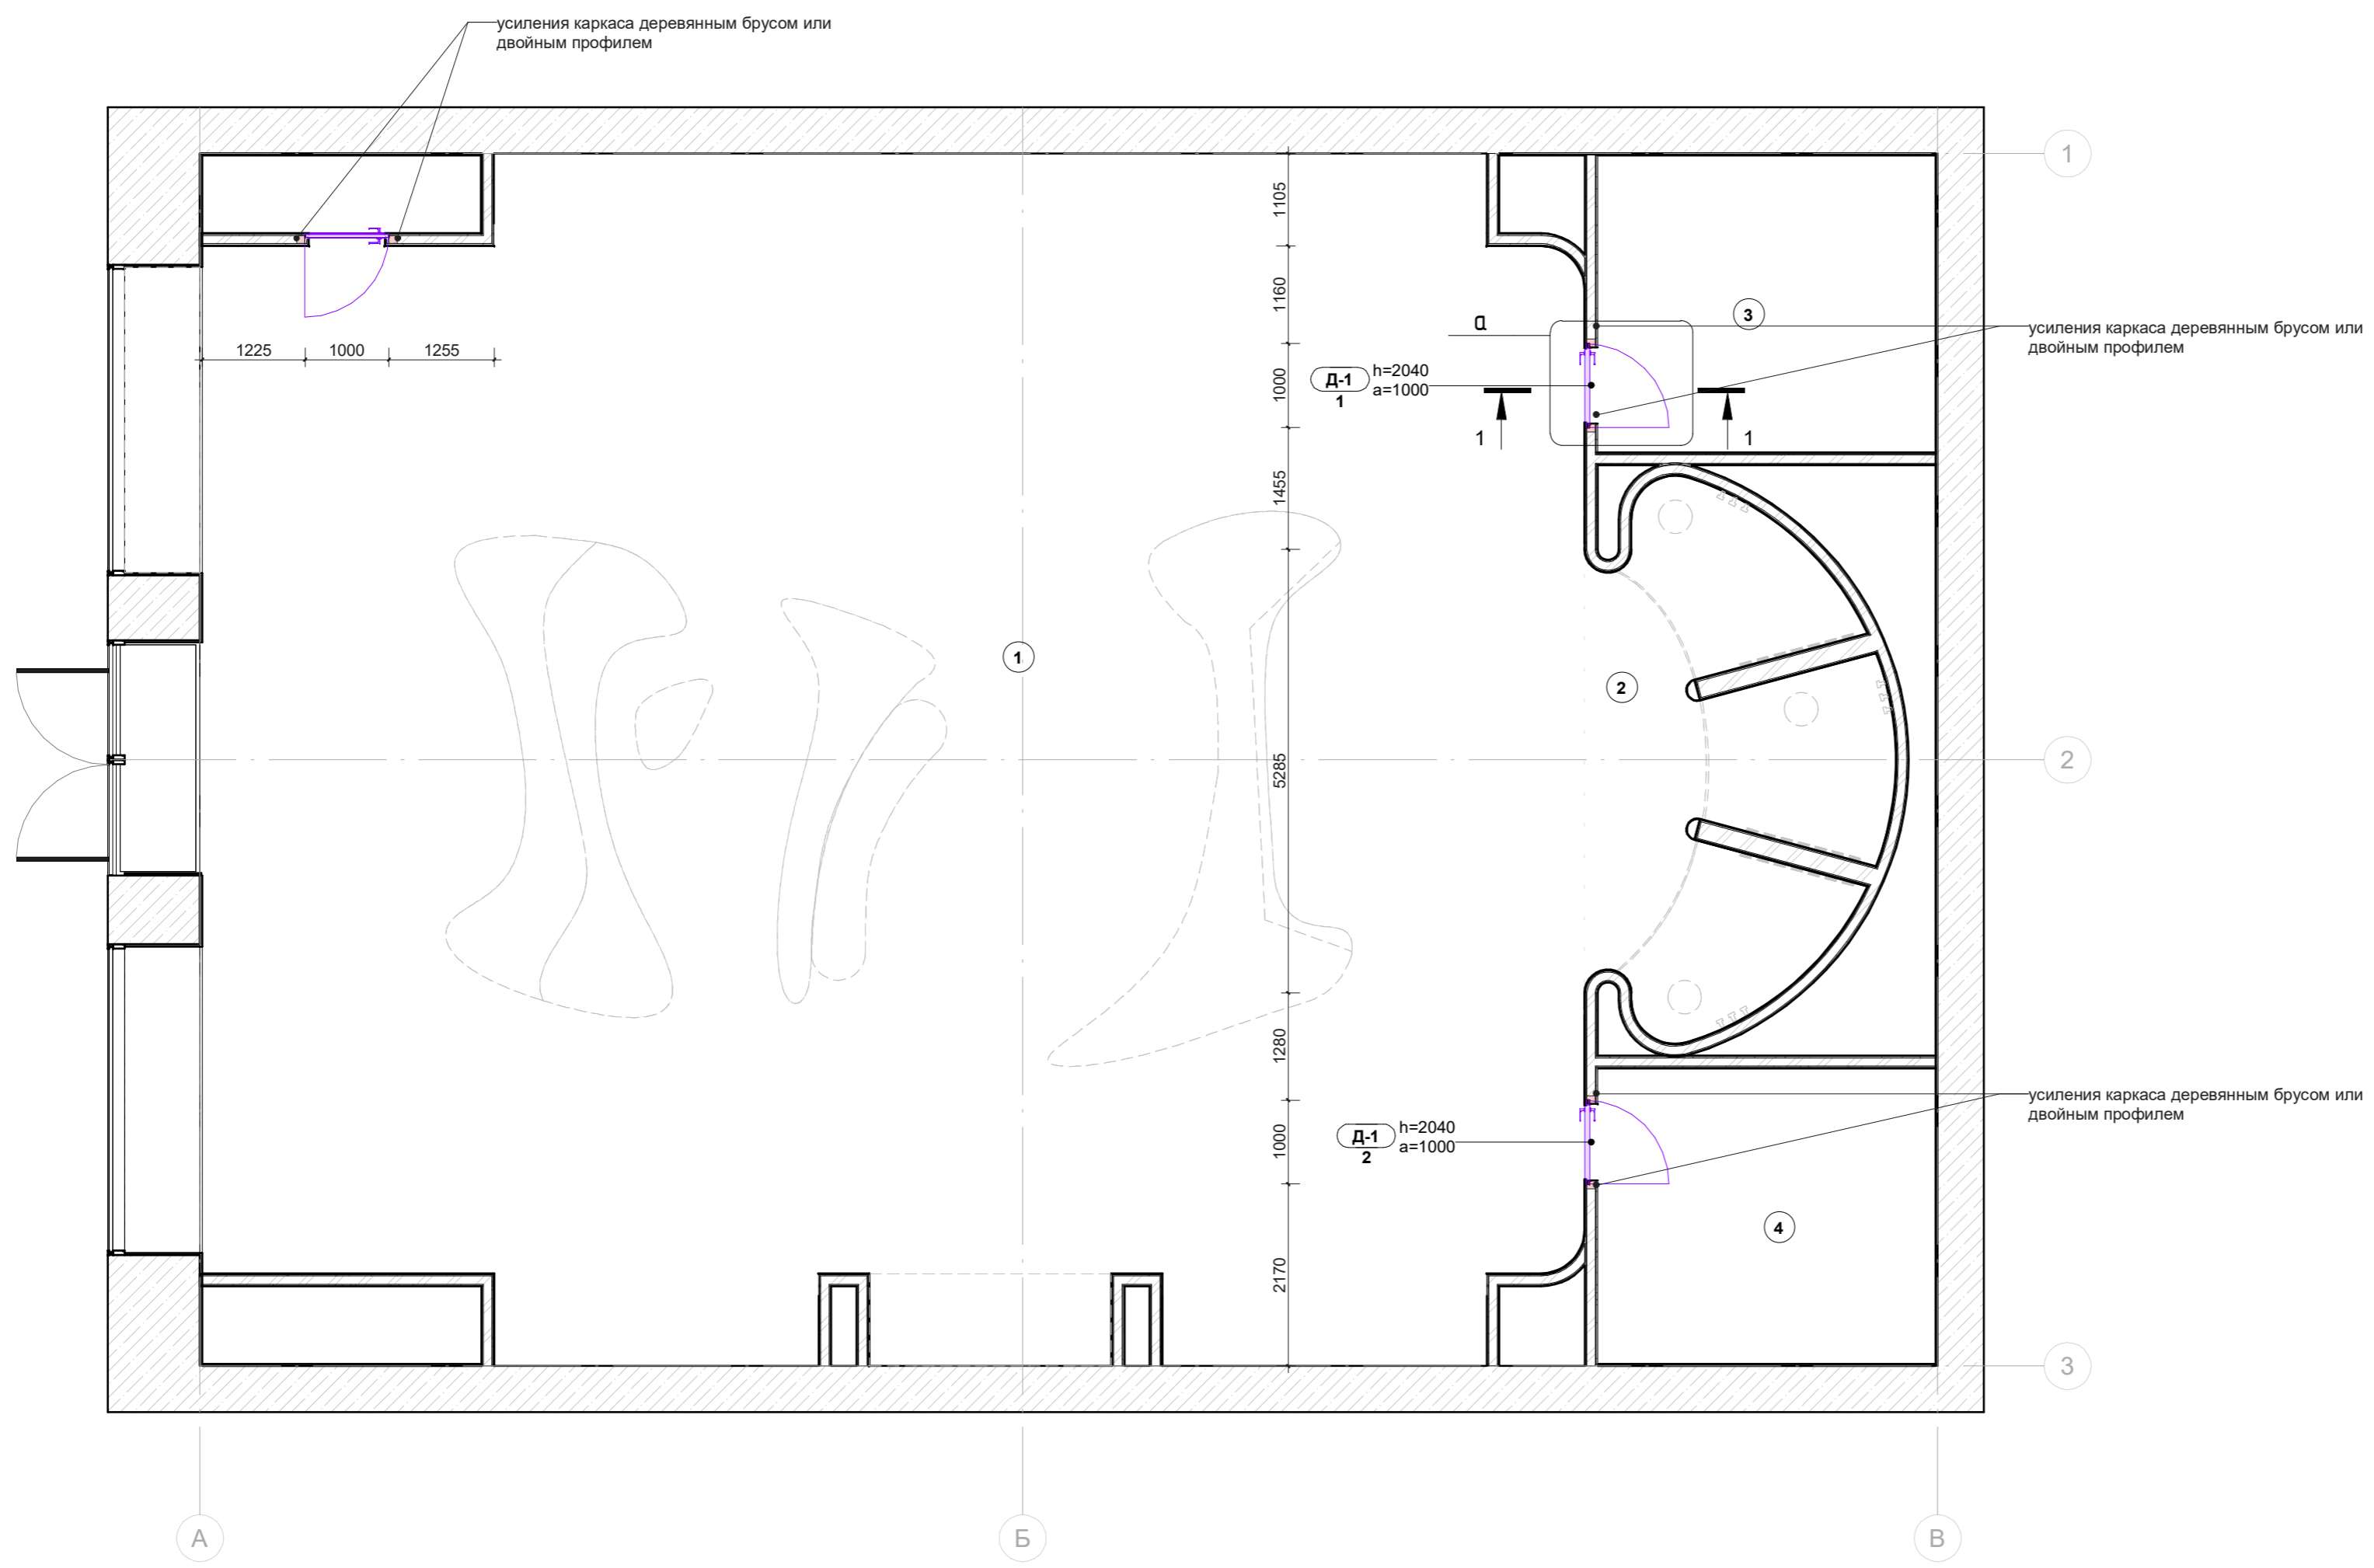 усиления каркаса деревянным брусом или
двойным профилем
1
1105
1225
1000
1255
1160
3
усиления каркаса деревянным брусом или
двойным профилем
а
Д-1
1
h=2040
a=1000
1000
1
1
1455
1
2
5285
2
1280
усиления каркаса деревянным брусом или
двойным профилем
Д-1
2
h=2040
a=1000
1000
4
2170
3
А
Б
В